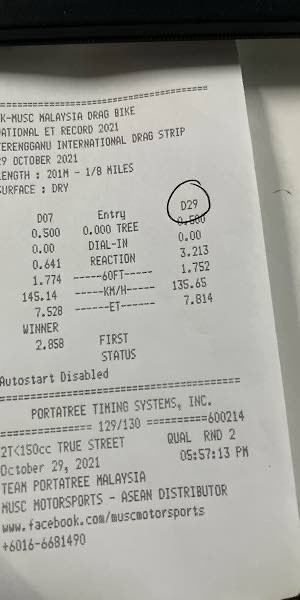 ==========================================
K-MUSC MALAYSIA DRAG BIKE
NATIONAL ET RECORD 2021
TERENGGANU INTERNATIONAL DRAG STRIP
29 OCTOBER 2021
LENGTH : 201M - 1/8 MILES
SURFACE : DRY
==========================================
D07 Entry D29
0.500 0.000 TREE 0.500
0.00 DIAL-IN 0.00
0.641 REACTION 3.213
1.774 -----60FT----- 1.752
145.14 -----KM/H----- 135.65
7.528 ------ET------ 7.814
WINNER FIRST
2.858 STATUS
Autostart Disabled
==========================================
PORTATREE TIMING SYSTEMS, INC.
========== 129/130 ==========600214
2T<150cc TRUE STREET QUAL RND 2
October 29, 2021 05:57:13 PM
TEAM PORTATREE MALAYSIA
MUSC MOTORSPORTS - ASEAN DISTRIBUTOR
www.facebook.com/muscmotorsports
+6016-6681490